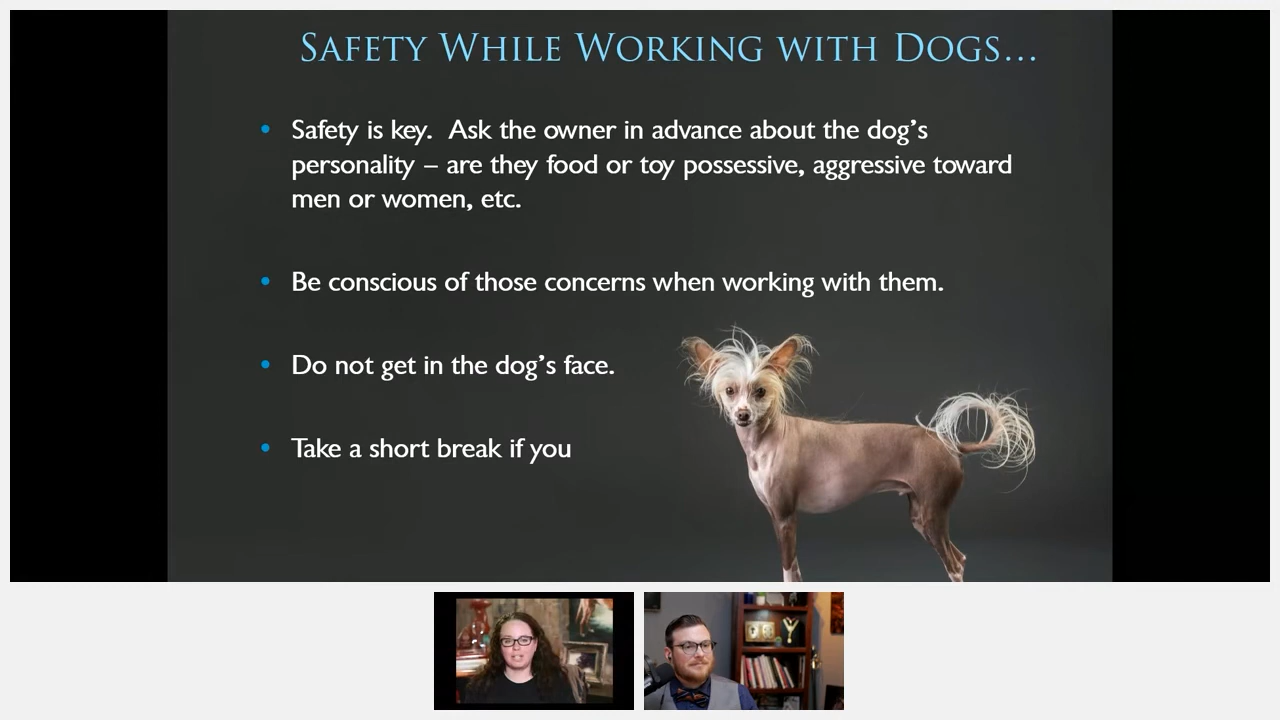 SAFETY WHILE WORKING WITH DOGS...
• Safety is key.  Ask the owner in advance about the dog's
personality – are they food or toy possessive, aggressive toward
men or women, etc.
• Be conscious of those concerns when working with them.
• Do not get in the dog's face.
• Take a short break if you